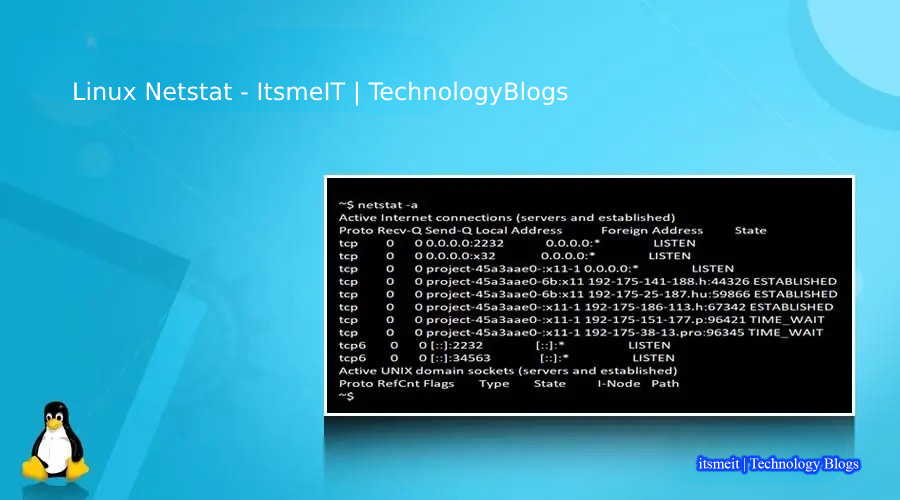 Linux Netstat - ItsmeIT | TechnologyBlogs
~$ netstat -a
Active Internet connections (servers and established)
Proto Recv-Q Send-Q Local Address Foreign Address State
tcp 0 0 0.0.0.0:2232 0.0.0.0:* LISTEN
tcp 0 0 0.0.0.0:x32 0.0.0.0:* LISTEN
tcp 0 0 project-45a3aae0-:x11-1 0.0.0.0:* LISTEN
tcp 0 0 project-45a3aae0-6b:x11 192-175-141-188.h:44326 ESTABLISHED
tcp 0 0 project-45a3aae0-6b:x11 192-175-25-187.hu:59866 ESTABLISHED
tcp 0 0 project-45a3aae0-:x11-1 192-175-186-113.h:67342 ESTABLISHED
tcp 0 0 project-45a3aae0-:x11-1 192-175-151-177.p:96421 TIME_WAIT
tcp 0 0 project-45a3aae0-:x11-1 192-175-38-13.pro:96345 TIME_WAIT
tcp6 0 0 [::]:2232 [::]:* LISTEN
tcp6 0 0 [::]:34563 [::]:* LISTEN
Active UNIX domain sockets (servers and established)
Proto RefCnt Flags Type State I-Node Path
~$
itsmeit | Technology Blogs